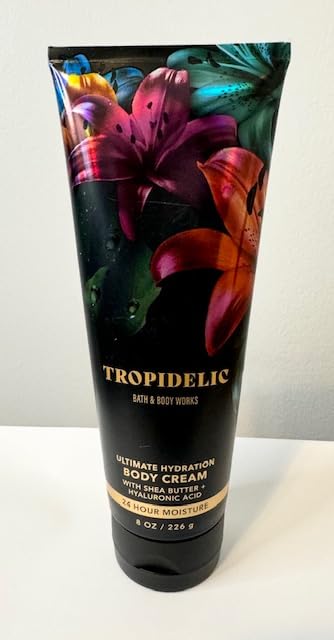 TROPIDELIC
BATH & BODY WORKS
ULTIMATE HYDRATION
BODY CREAM
WITH SHEA BUTTER +
HYALURONIC ACID
24 HOUR MOISTURE
8 OZ / 226 g